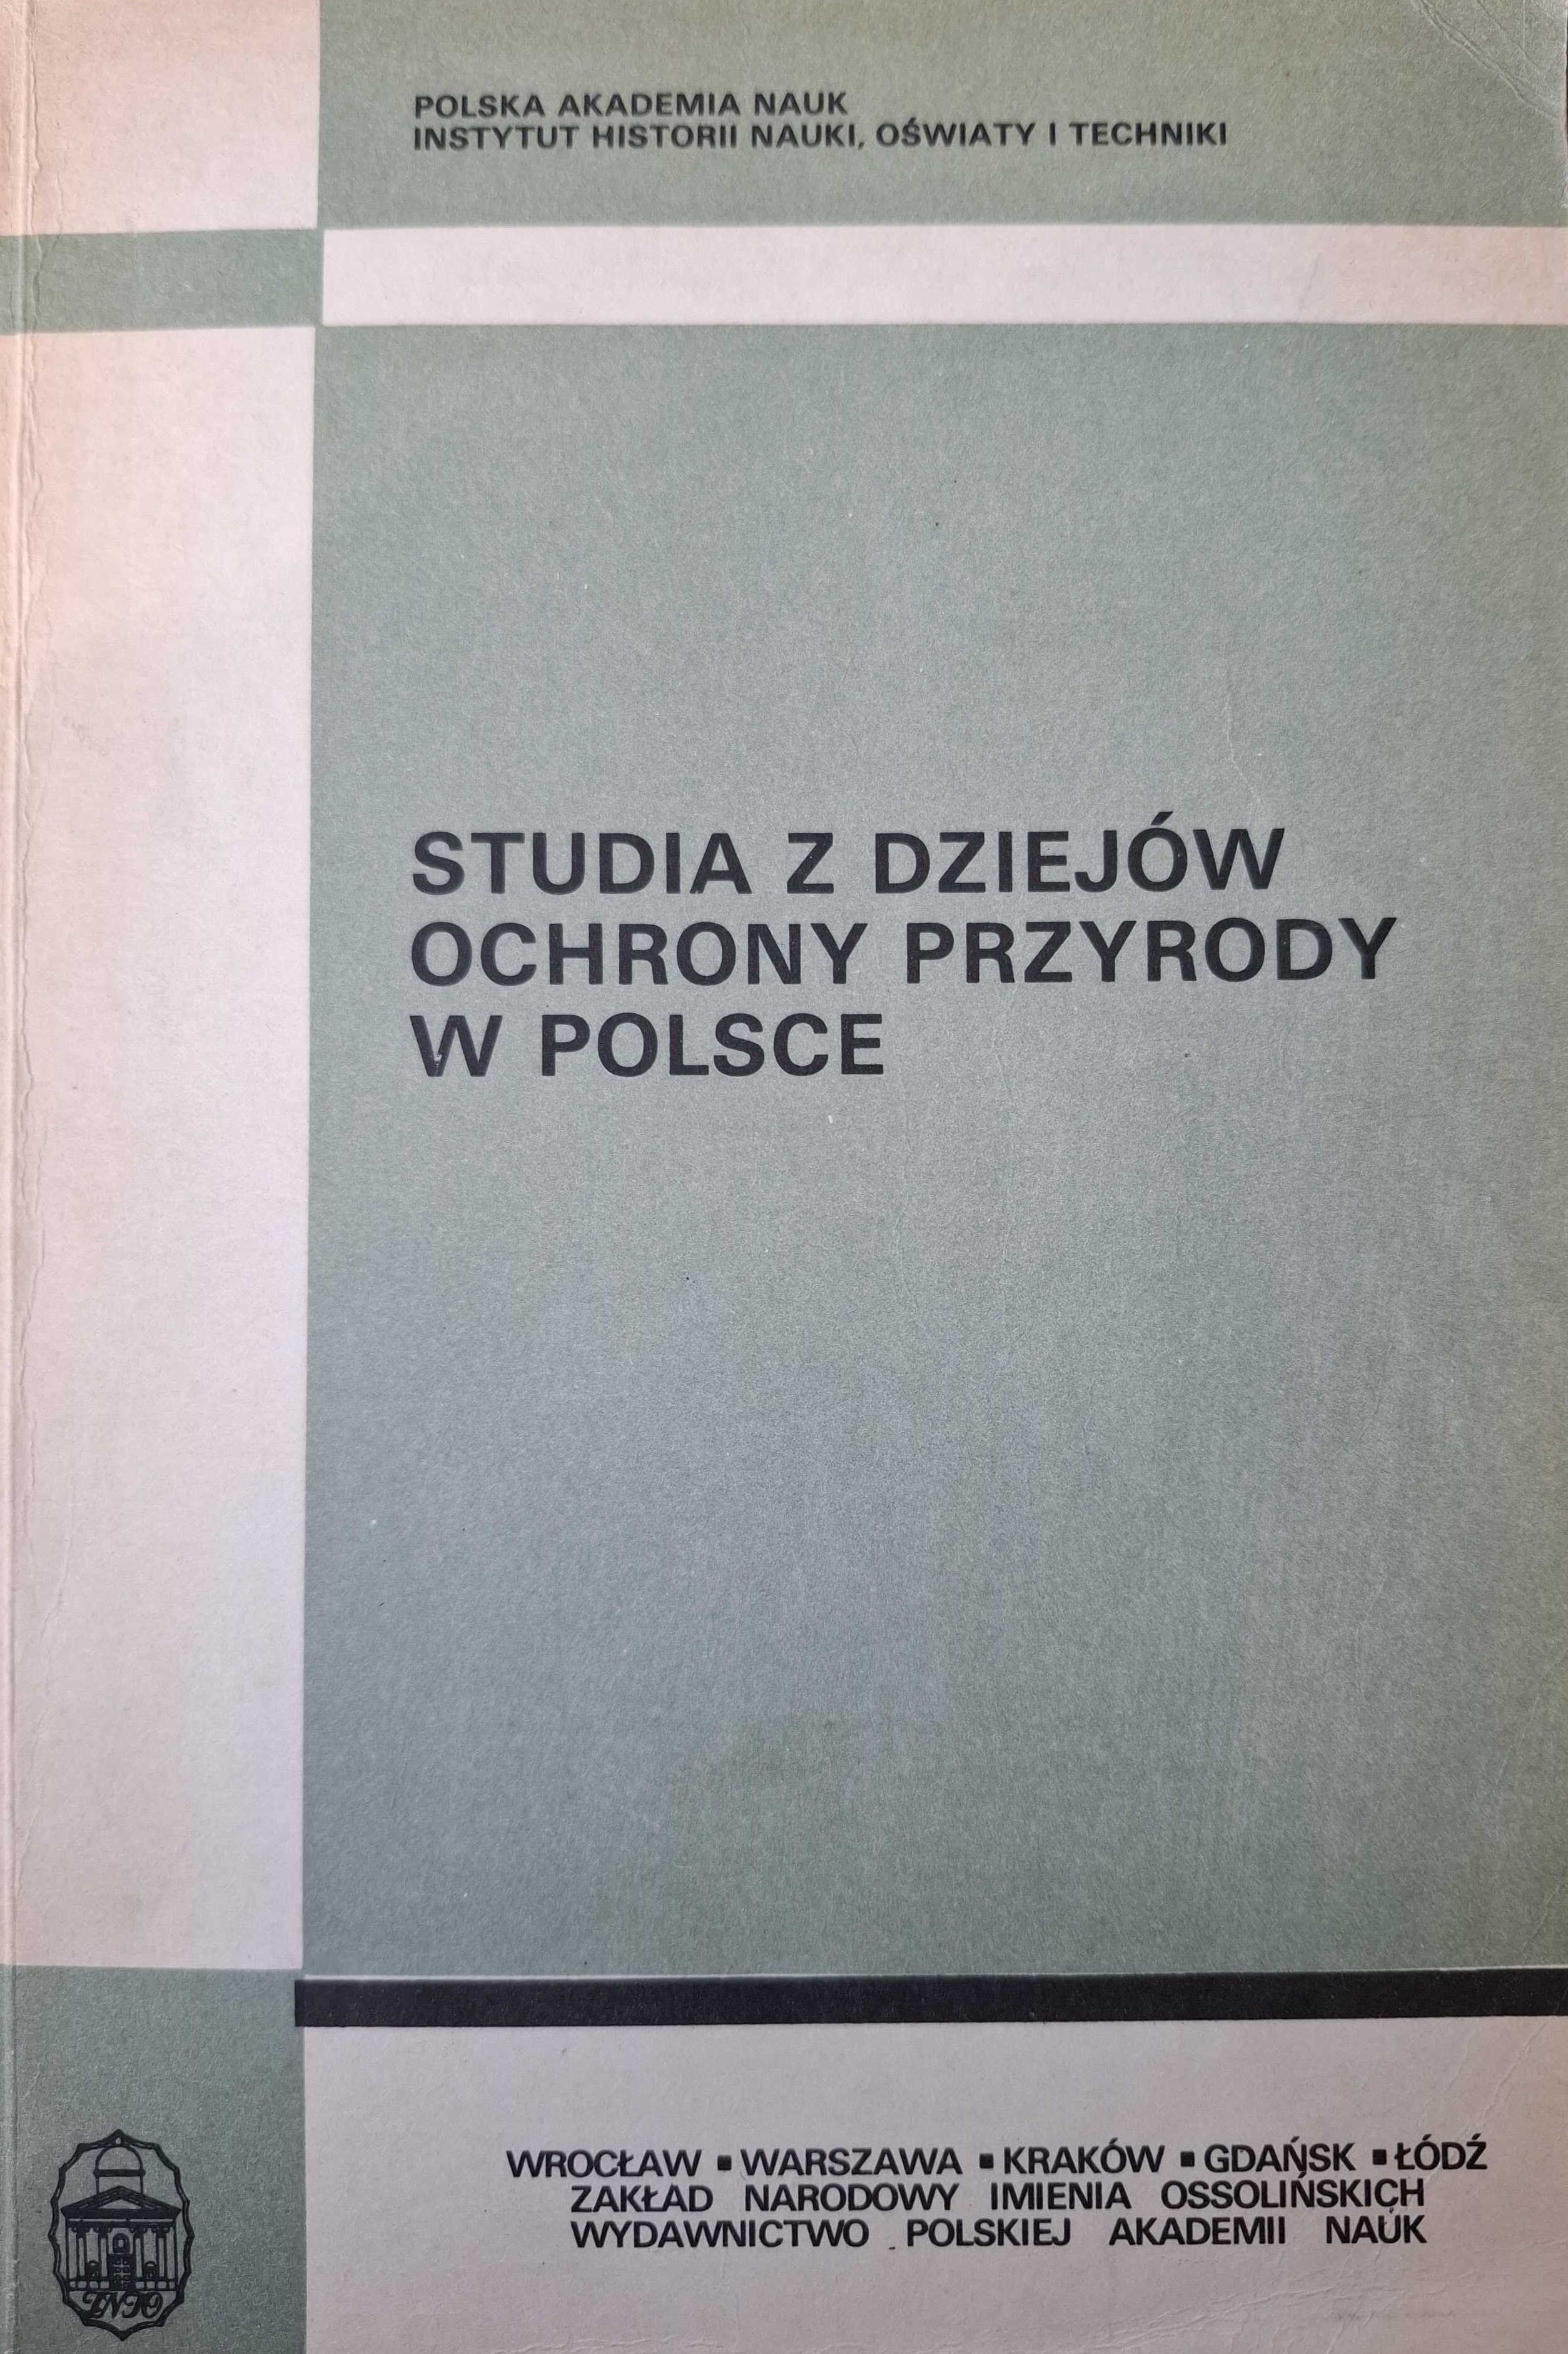 POLSKA AKADEMIA NAUK
INSTYTUT HISTORII NAUKI, OŚWIATY I TECHNIKI
STUDIA Z DZIEJÓW
OCHRONY PRZYRODY
W POLSCE
WROCŁAW ▪ WARSZAWA ▪ KRAKÓW ▪ GDAŃSK ▪ ŁÓDŹ
ZAKŁAD NARODOWY IMIENIA OSSOLIŃSKICH
WYDAWNICTWO POLSKIEJ AKADEMII NAUK